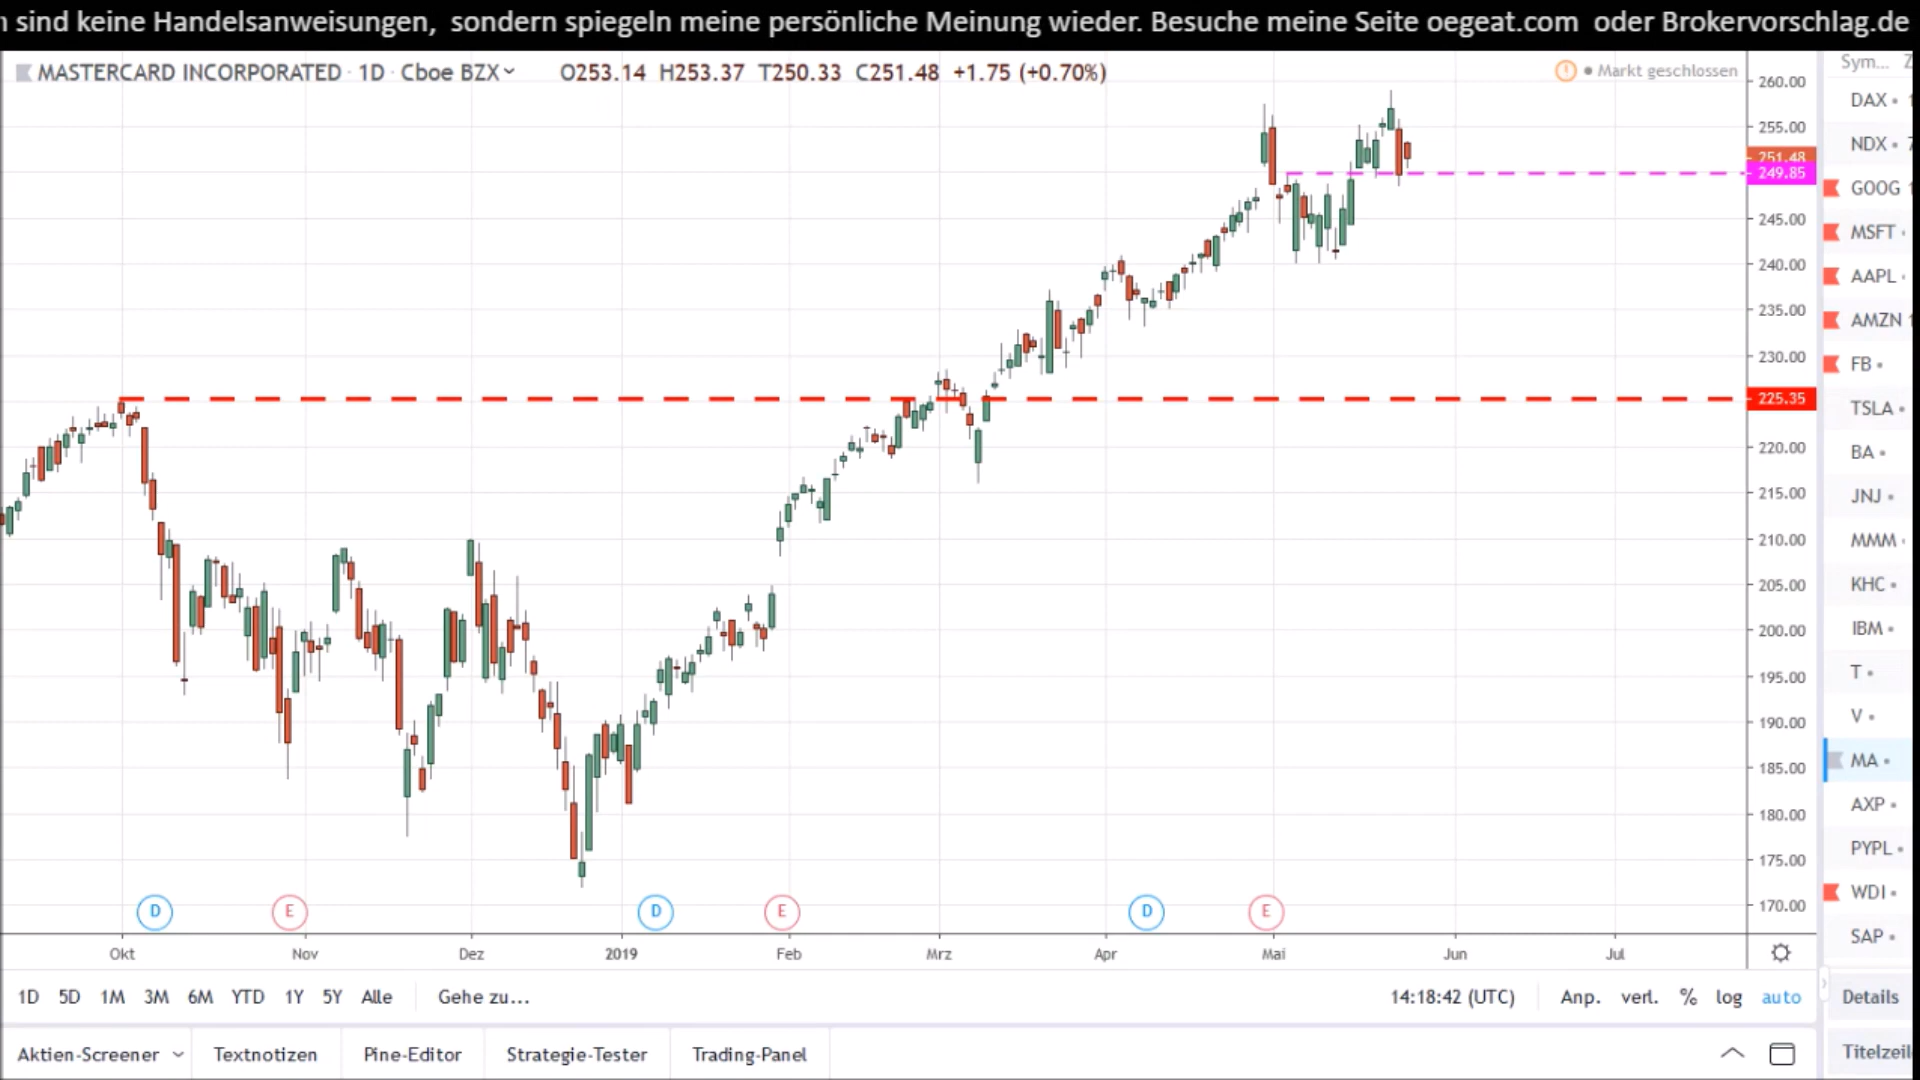 sind keine Handelsanweisungen, sondern spiegeln meine persönliche Meinung wieder. Besuche meine Seite oegeat.com oder Brokervorschlag.de
MASTERCARD INCORPORATED · 1D · Cboe BZX O253.14 H253.37 T250.33 C251.48 +1.75 (+0.70%)
Markt geschlossen
Sym...
260.00
255.00
251.48
249.85
245.00
240.00
235.00
230.00
225.35
220.00
215.00
210.00
205.00
200.00
195.00
190.00
185.00
180.00
175.00
170.00
DAX
NDX
GOOG
MSFT
AAPL
AMZN
FB
TSLA
BA
JNJ
MMM
KHC
IBM
T
V
MA
AXP
PYPL
WDI
SAP
D E D E D E
Okt Nov Dez 2019 Feb Mrz Apr Mai Jun Jul
1D 5D 1M 3M 6M YTD 1Y 5Y Alle Gehe zu... 14:18:42 (UTC) Anp. verl. % log auto Details
Aktien-Screener Textnotizen Pine-Editor Strategie-Tester Trading-Panel